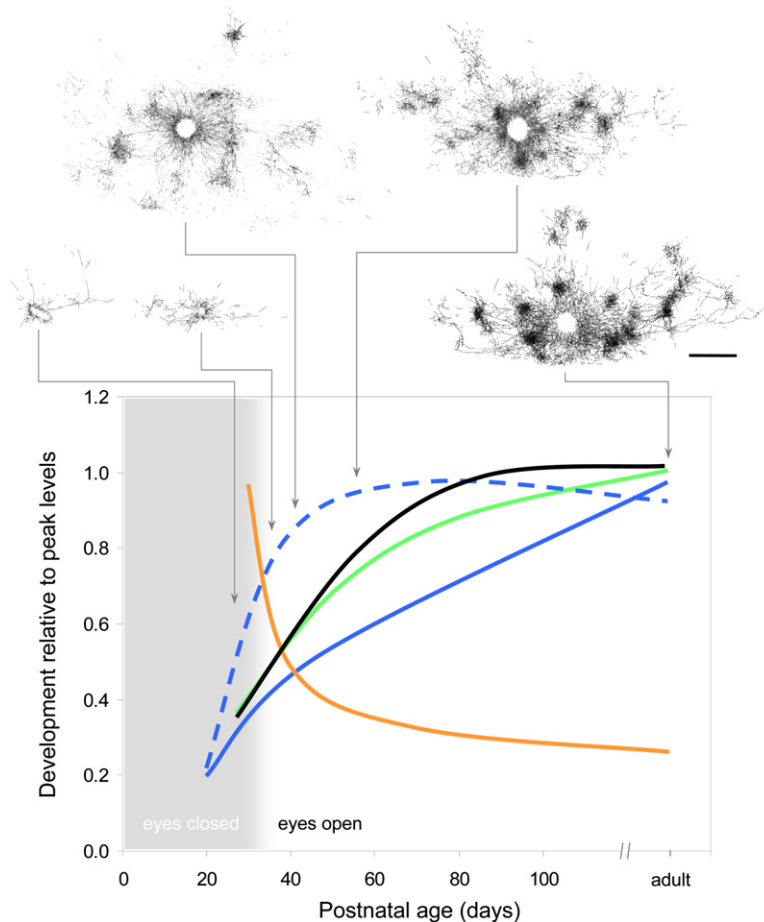 Development relative to peak levels
1.2
1.0
0.8
0.6
0.4
0.2
0.0
eyes closed
eyes open
0
20
40
60
80
100
adult
Postnatal age (days)